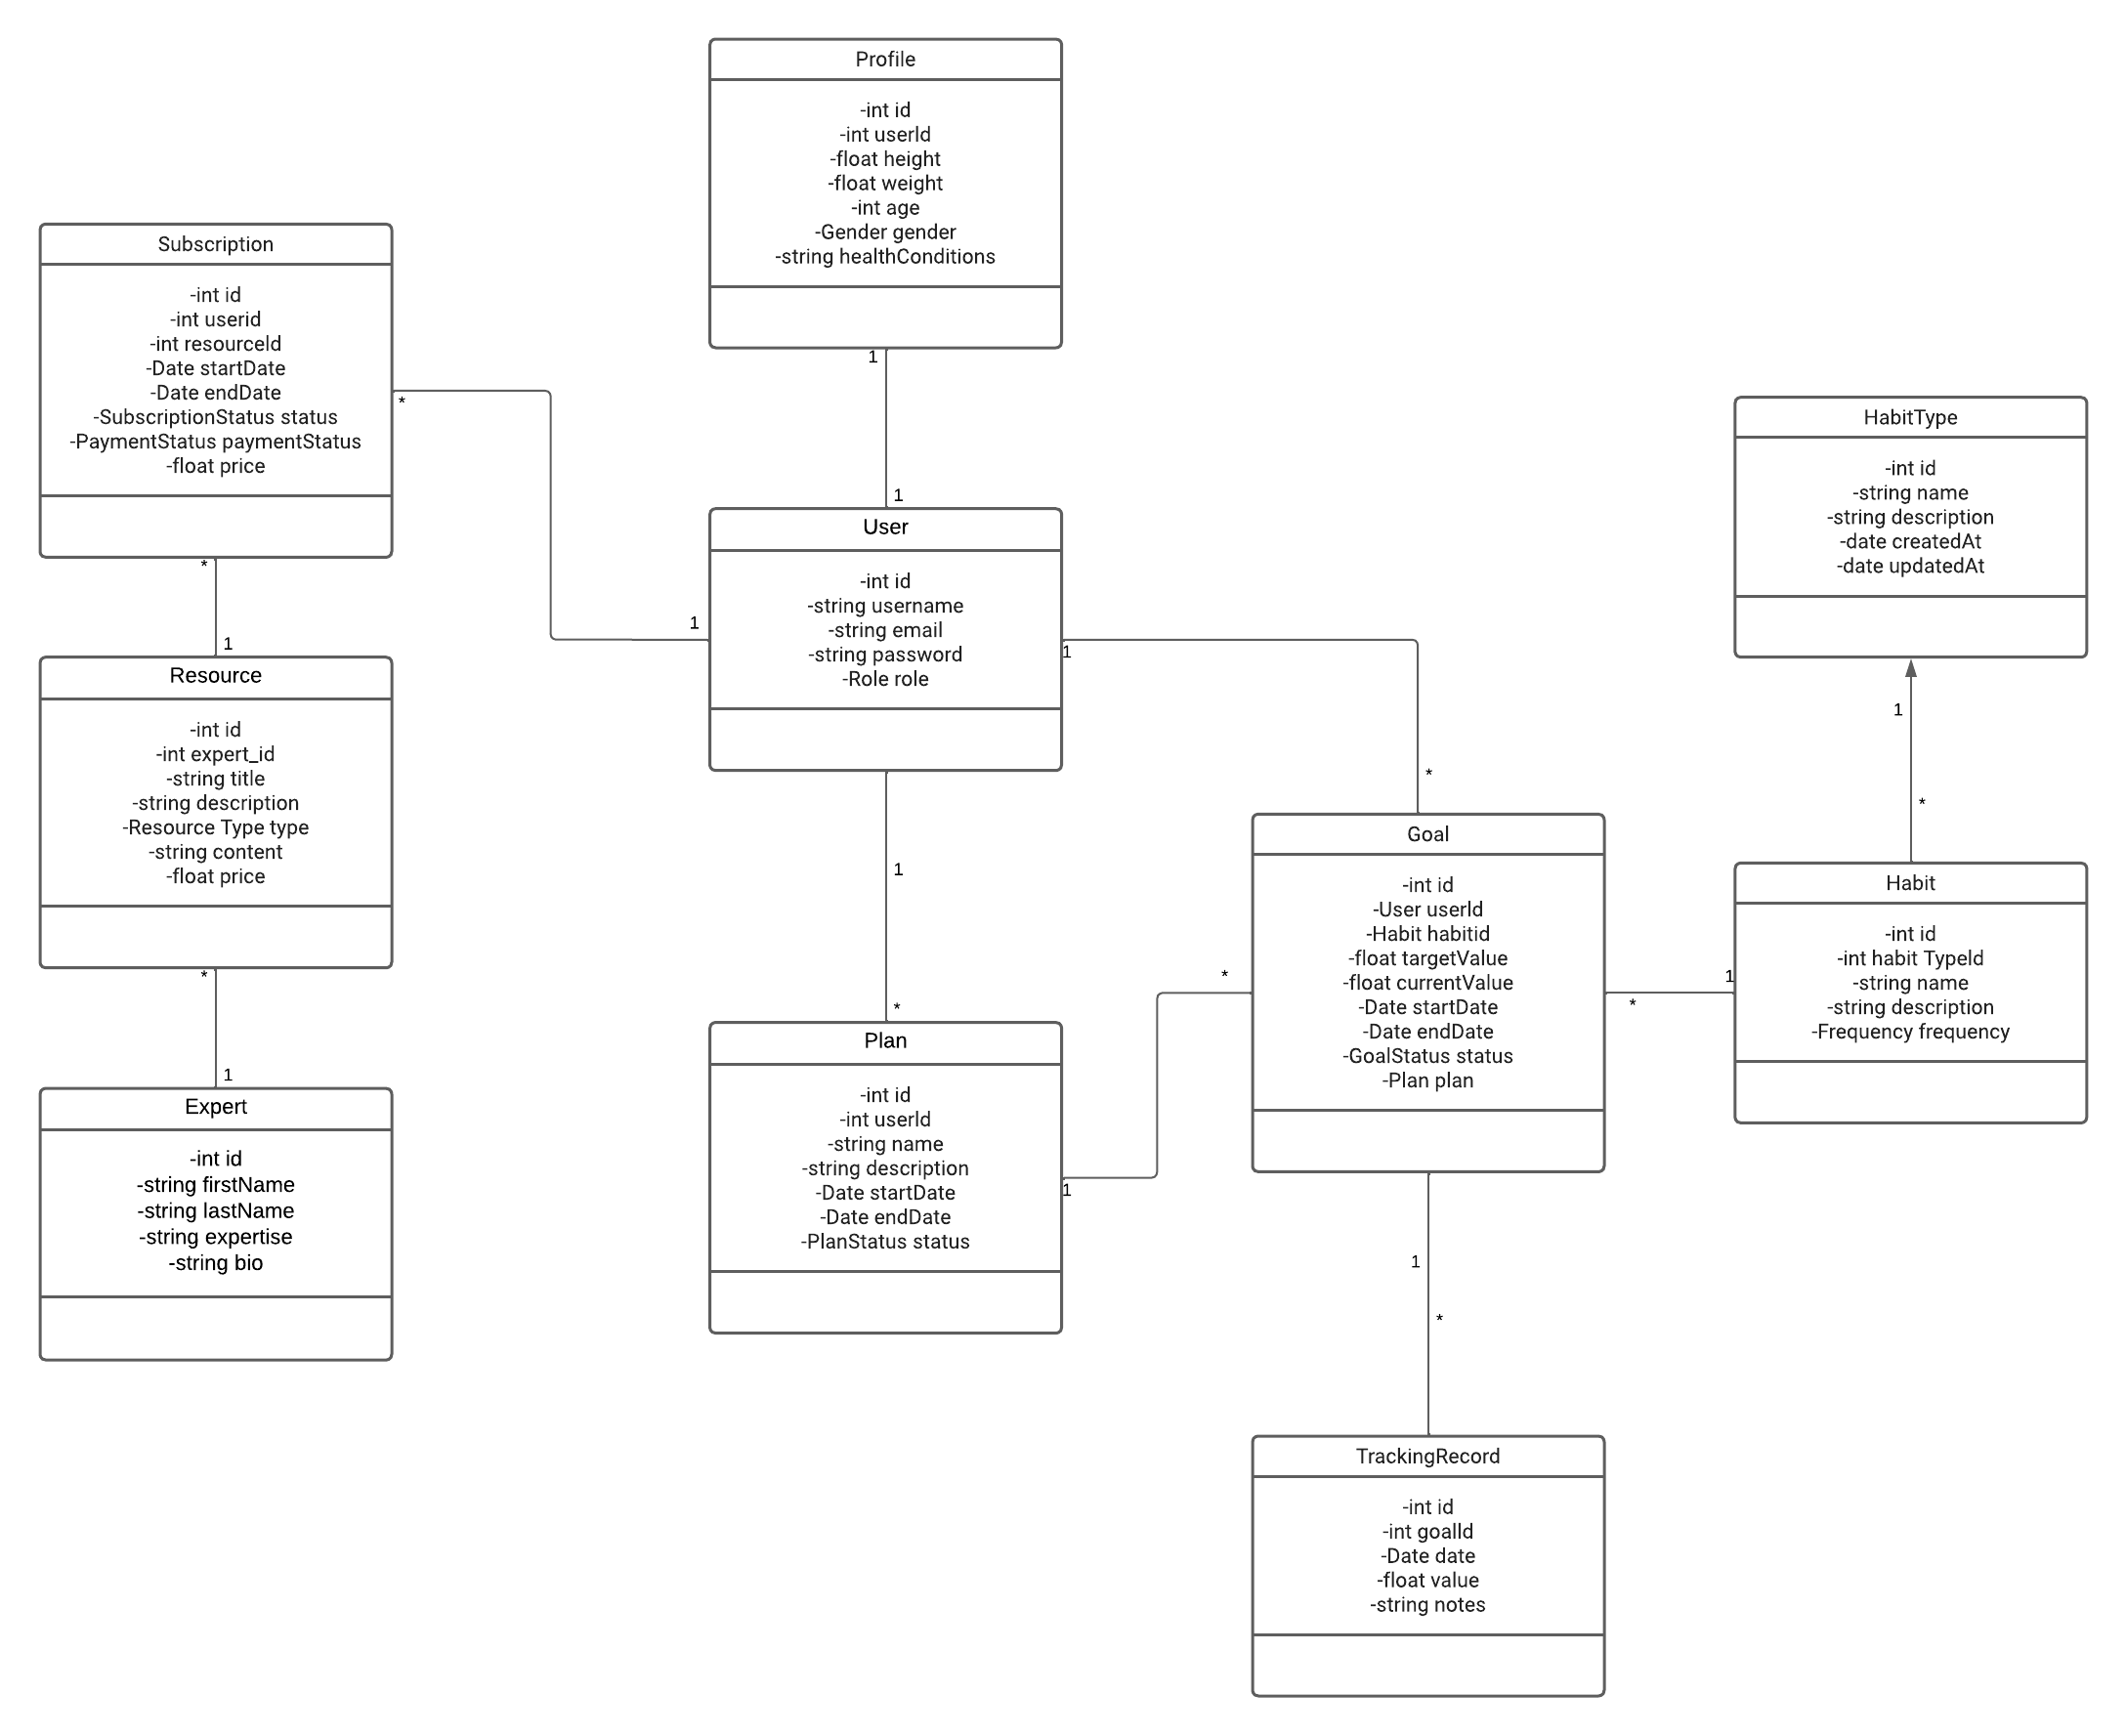 Profile
-int id
-int userId
-float height
-float weight
-int age
-Gender gender
-string healthConditions
1
Subscription
-int id
-int userid
-int resourceId
-Date startDate
-Date endDate
-SubscriptionStatus status
-PaymentStatus paymentStatus
-float price
*
*
1
Resource
-int id
-int expert_id
-string title
-string description
-Resource Type type
-string content
-float price
*
1
Expert
-int id
-string firstName
-string lastName
-string expertise
-string bio
1
1
User
-int id
-string username
-string email
-string password
-Role role
1
*
1
*
Plan
-int id
-int userId
-string name
-string description
-Date startDate
-Date endDate
-PlanStatus status
1
*
Goal
-int id
-User userId
-Habit habitid
-float targetValue
-float currentValue
-Date startDate
-Date endDate
-GoalStatus status
-Plan plan
*
1
1
*
TrackingRecord
-int id
-int goalId
-Date date
-float value
-string notes
HabitType
-int id
-string name
-string description
-date createdAt
-date updatedAt
1
*
Habit
-int id
-int habit TypeId
-string name
-string description
-Frequency frequency